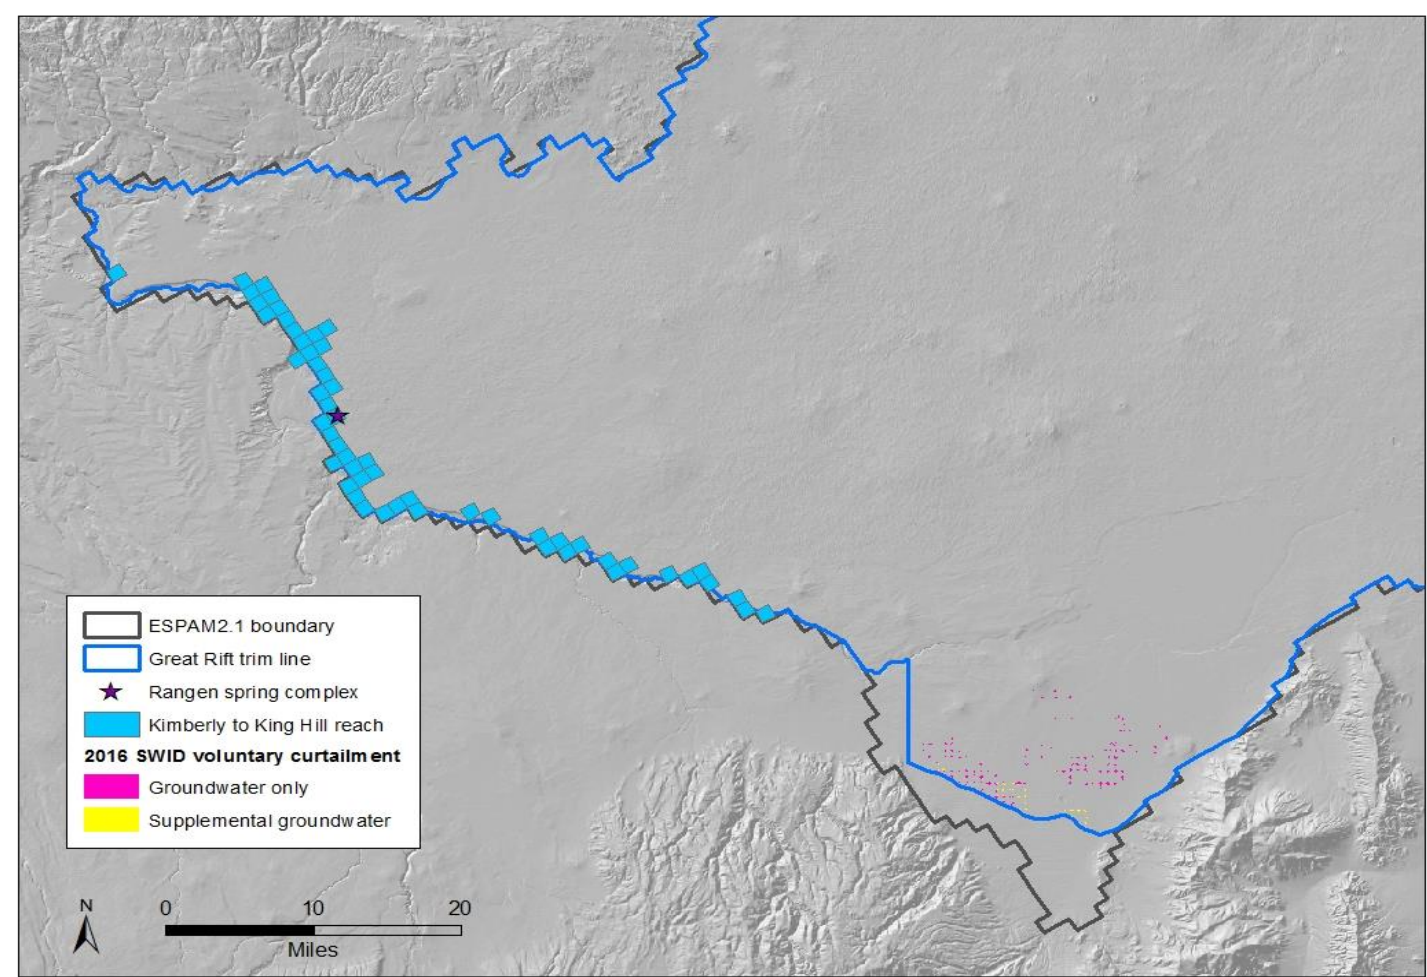 ESPAM2.1 boundary
Great Rift trim line
Rangen spring complex
Kimberly to King Hill reach
2016 SWID voluntary curtailment
Groundwater only
Supplemental groundwater
N
0 10 20
Miles